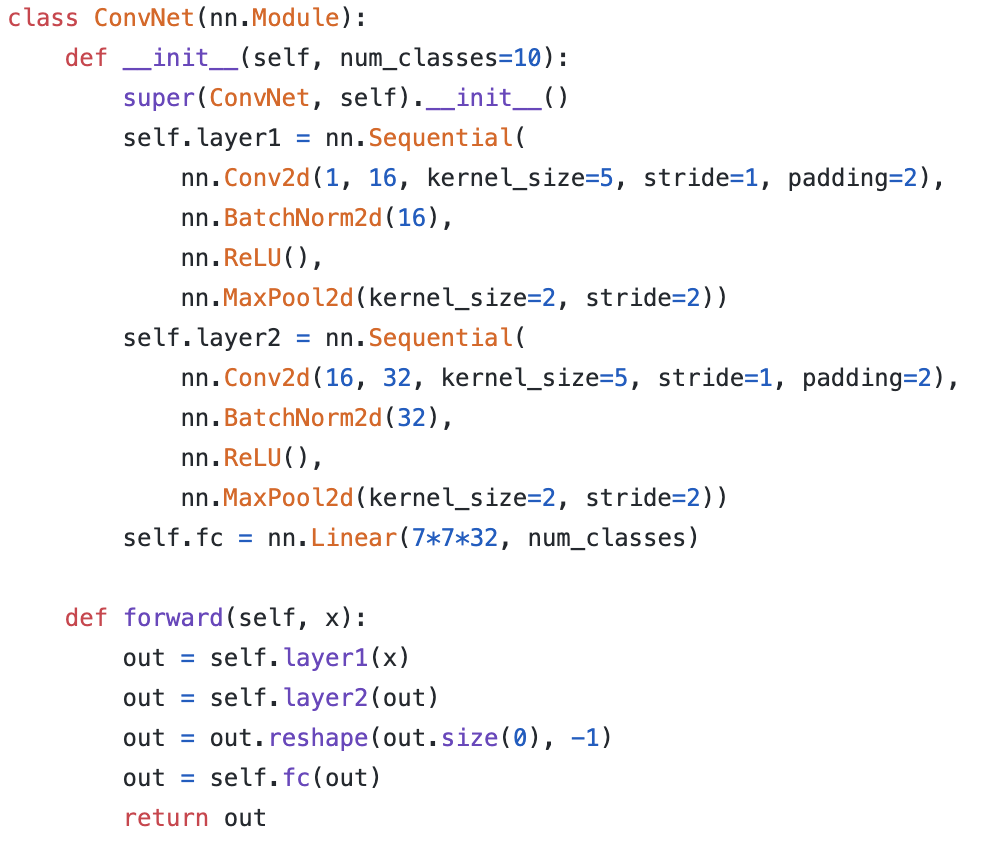 class ConvNet(nn.Module):
    def __init__(self, num_classes=10):
        super(ConvNet, self).__init__()
        self.layer1 = nn.Sequential(
            nn.Conv2d(1, 16, kernel_size=5, stride=1, padding=2),
            nn.BatchNorm2d(16),
            nn.ReLU(),
            nn.MaxPool2d(kernel_size=2, stride=2))
        self.layer2 = nn.Sequential(
            nn.Conv2d(16, 32, kernel_size=5, stride=1, padding=2),
            nn.BatchNorm2d(32),
            nn.ReLU(),
            nn.MaxPool2d(kernel_size=2, stride=2))
        self.fc = nn.Linear(7*7*32, num_classes)

    def forward(self, x):
        out = self.layer1(x)
        out = self.layer2(out)
        out = out.reshape(out.size(0), -1)
        out = self.fc(out)
        return out